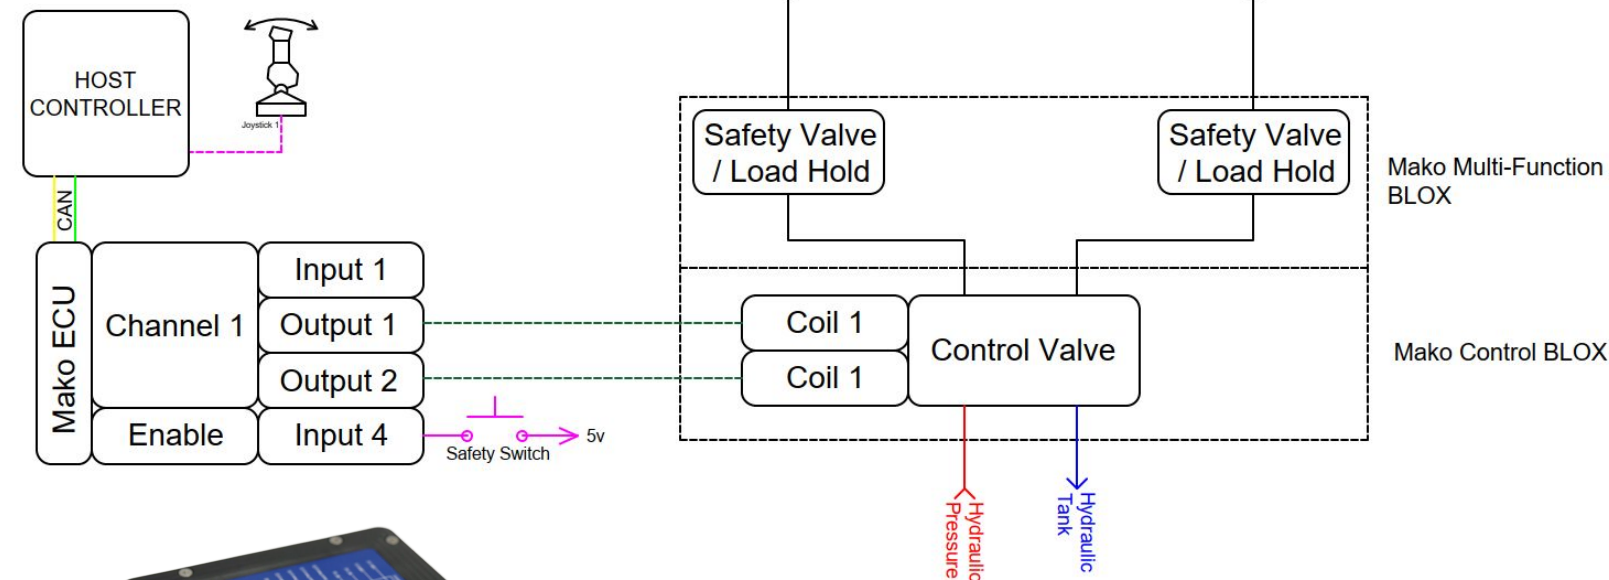 HOST
CONTROLLER
Joystick 1
CAN
Mako ECU
Channel 1
Input 1
Output 1
Output 2
Enable
Input 4
Safety Switch
5v
Safety Valve
/ Load Hold
Safety Valve
/ Load Hold
Mako Multi-Function
BLOX
Coil 1
Coil 1
Control Valve
Mako Control BLOX
Hydraulic
Pressure
Hydraulic
Tank